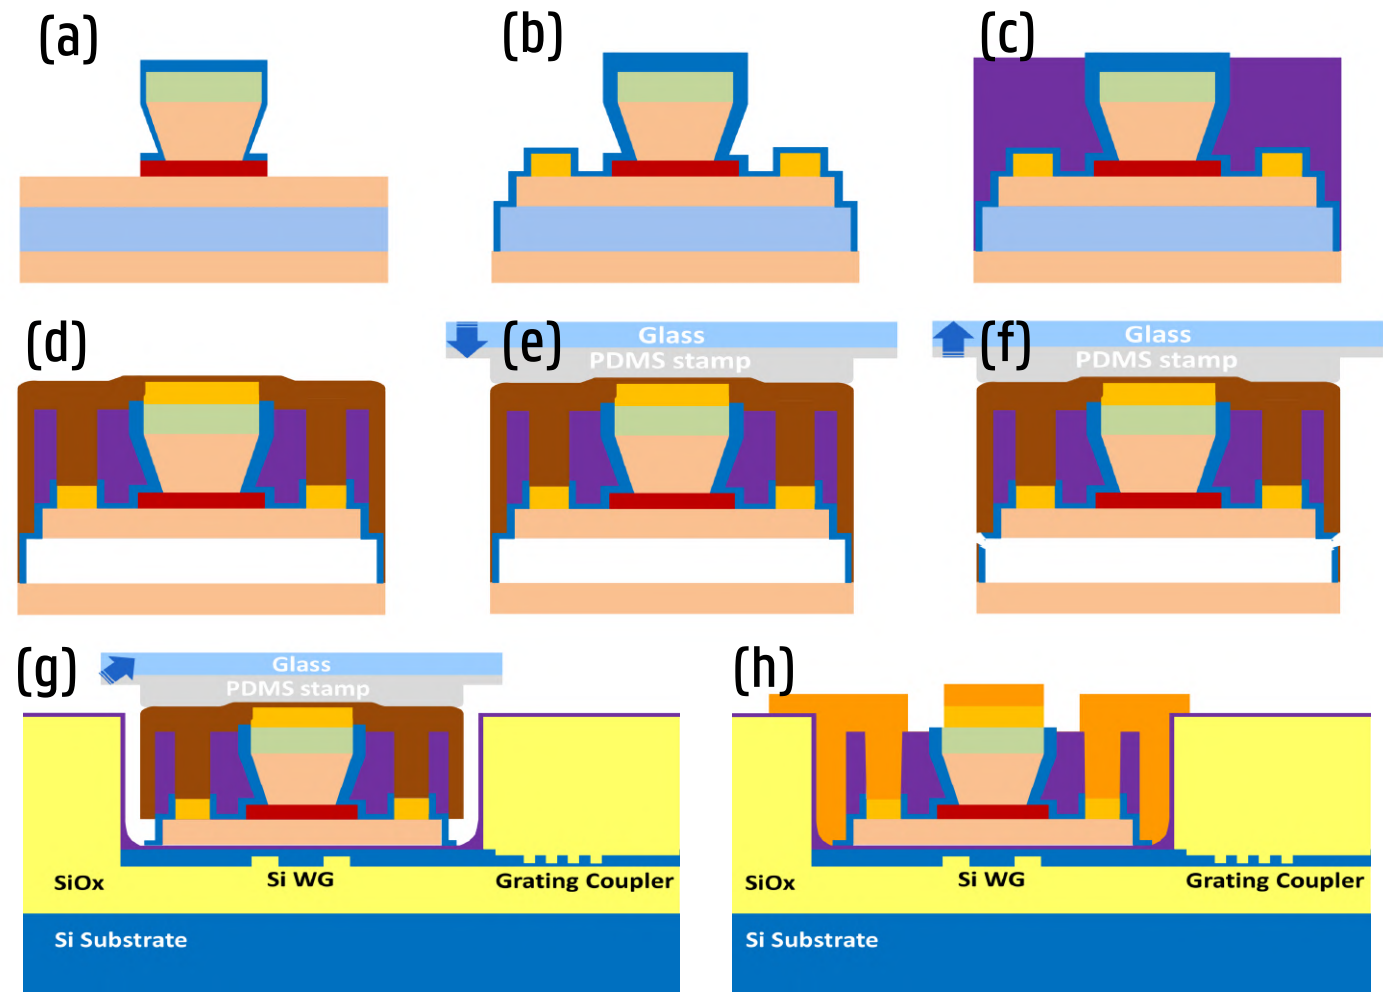 (a)
(b)
(c)
(d)
Glass
(e)
PDMS stamp
Glass
(f)
PDMS stamp
(g)
Glass
PDMS stamp
SiOx
Si WG
Grating Coupler
Si Substrate
(h)
SiOx
Si WG
Grating Coupler
Si Substrate